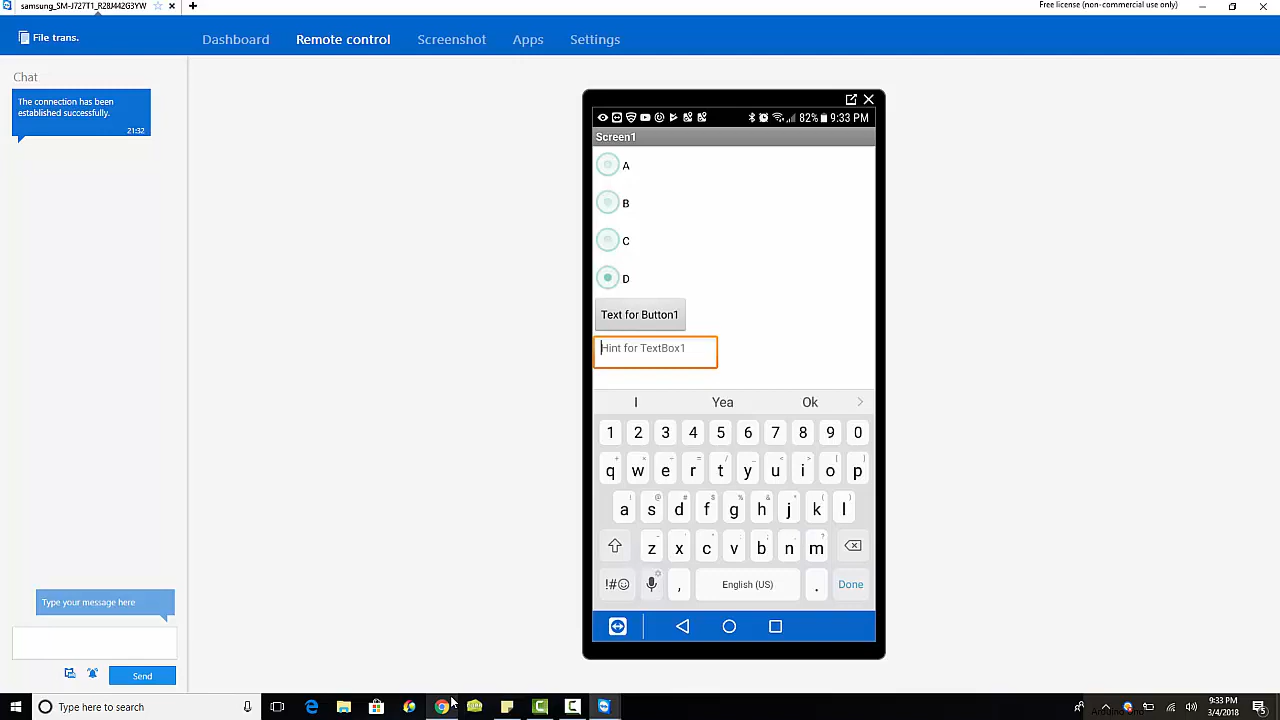 samsung_SM-J727T1_R28J442G3YW
Free license (non-commercial use only)
File trans.
Dashboard
Remote control
Screenshot
Apps
Settings
Chat
The connection has been
established successfully.
21:32
82% 9:33 PM
Screen1
A
B
C
D
Text for Button1
Hint for TextBox1
I Yea Ok
1 2 3 4 5 6 7 8 9 0
q w e r t y u i o p
a s d f g h j k l
z x c v b n m
!#☺ , English (US) . Done
Type your message here
Send
Type here to search
9:33 PM
3/4/2018
Arduino Uno